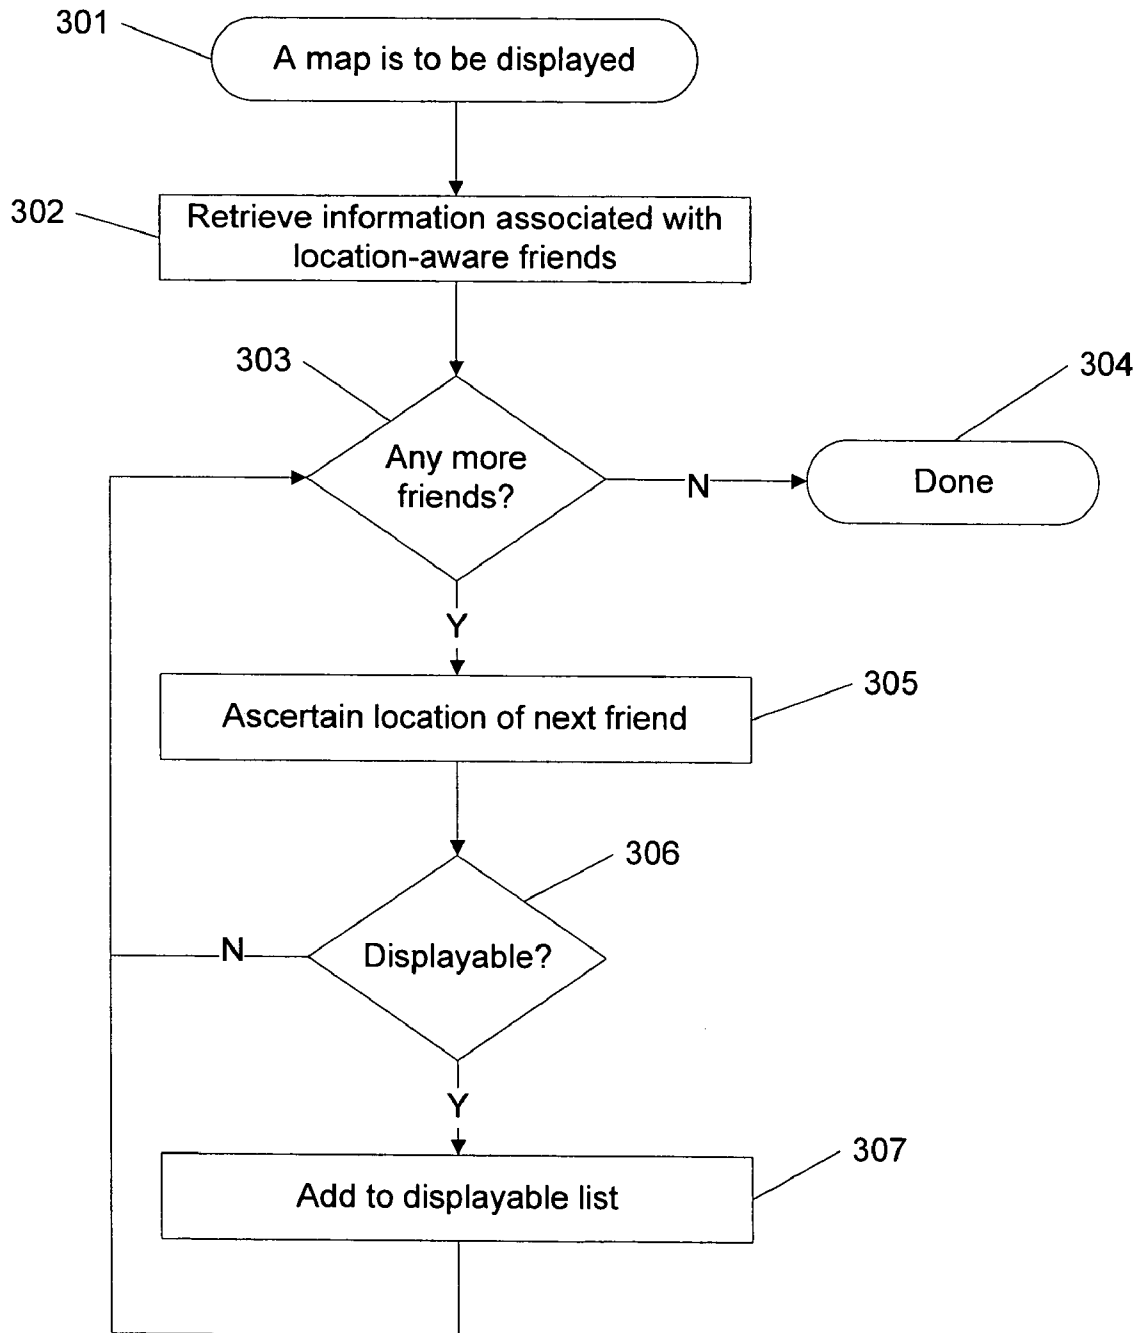 301
A map is to be displayed
302
Retrieve information associated with
location-aware friends
303
304
Any more
friends?
N
Done
Y
305
Ascertain location of next friend
306
Displayable?
N
Y
307
Add to displayable list